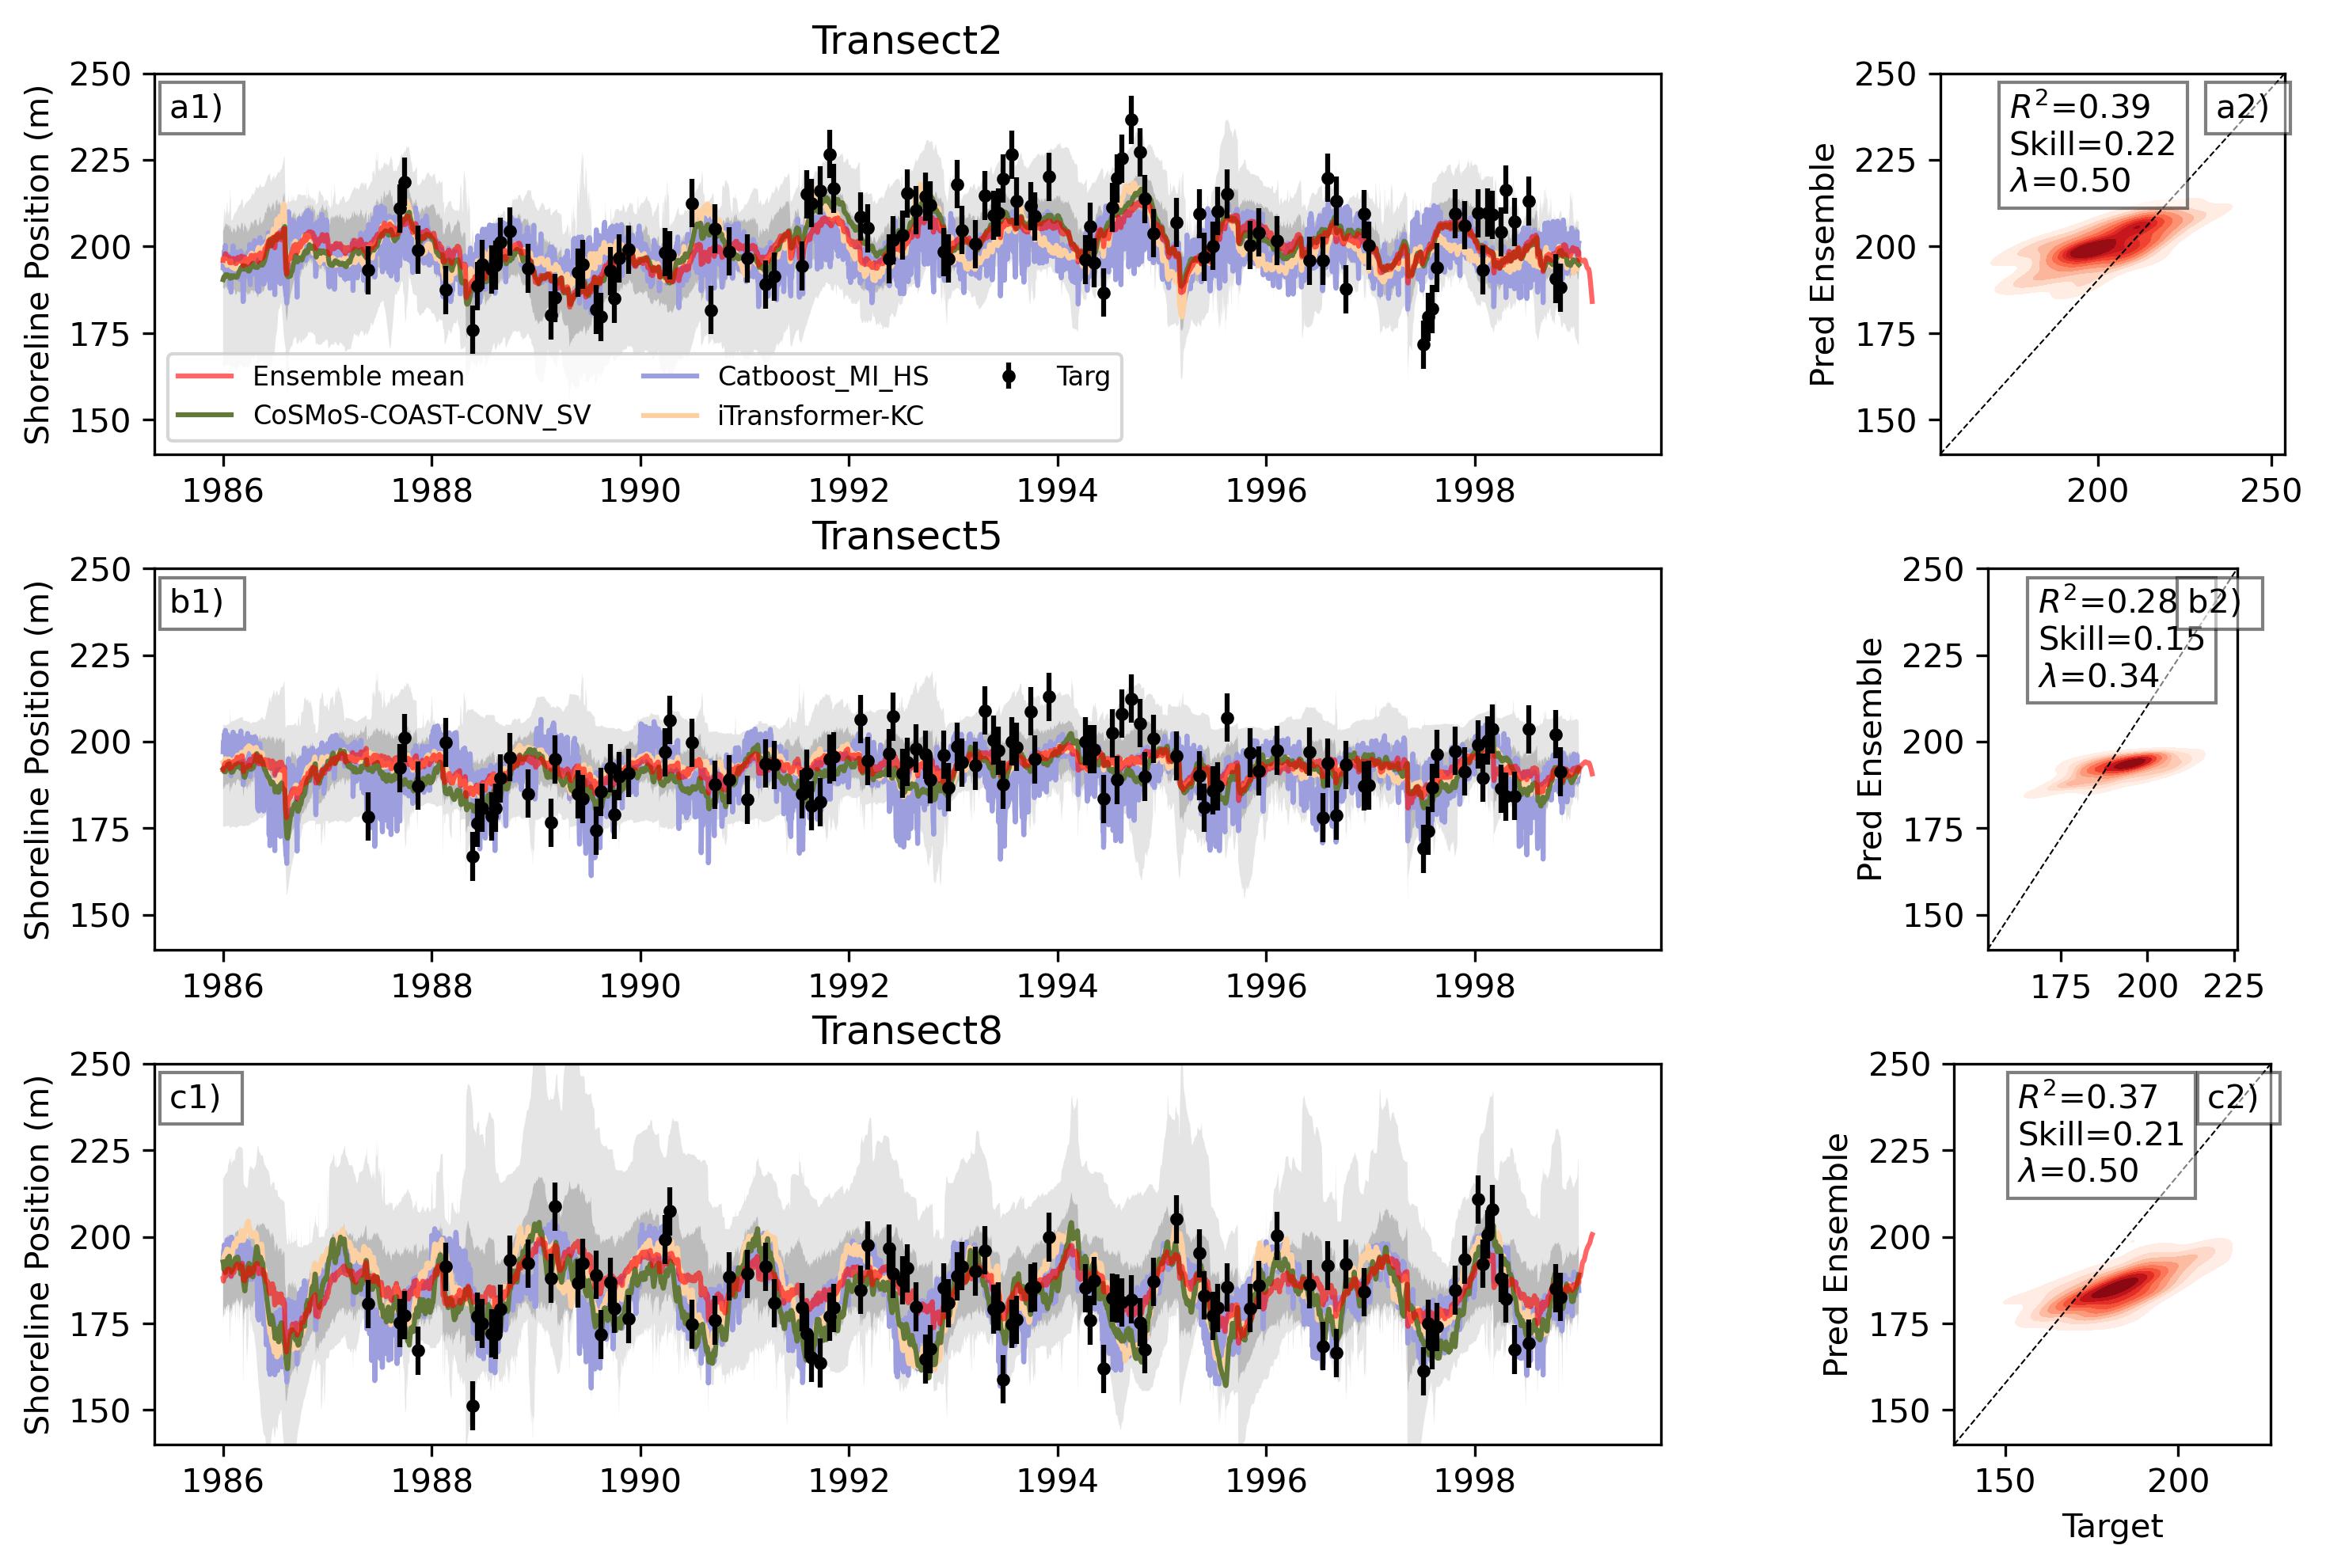 Transect2
250
225
200
175
150
Shoreline Position (m)
a1)
Ensemble mean
CoSMoS-COAST-CONV_SV
Catboost_MI_HS
iTransformer-KC
Targ
1986 1988 1990 1992 1994 1996 1998
250
225
200
175
150
Pred Ensemble
R²=0.39
Skill=0.22
λ=0.50
a2)
200 250
Transect5
250
225
200
175
150
Shoreline Position (m)
b1)
1986 1988 1990 1992 1994 1996 1998
250
225
200
175
150
Pred Ensemble
R²=0.28
Skill=0.15
λ=0.34
b2)
175 200 225
Transect8
250
225
200
175
150
Shoreline Position (m)
c1)
1986 1988 1990 1992 1994 1996 1998
250
225
200
175
150
Pred Ensemble
R²=0.37
Skill=0.21
λ=0.50
c2)
150 200
Target